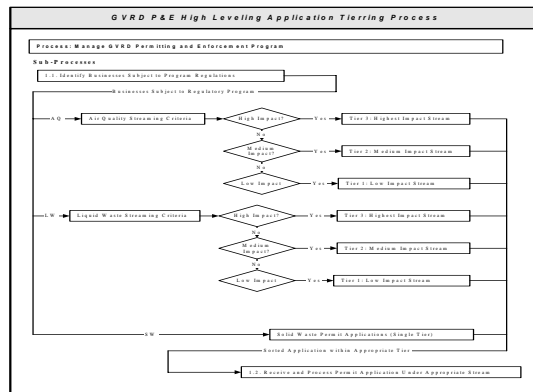 GVRD P&E High Leveling Application Tierring Process
Process: Manage GVRD Permitting and Enforcement Program
Sub-Processes
1.1. Identify Businesses Subject to Program Regulations
Businesses Subject to Regulatory Program
AQ
Air Quality Streaming Criteria
High Impact?
Yes
Tier 3: Highest Impact Stream
No
Medium
Impact?
Yes
Tier 2: Medium Impact Stream
No
Low Impact
Yes
Tier 1: Low Impact Stream
LW
Liquid Waste Streaming Criteria
High Impact?
Yes
Tier 3: Highest Impact Stream
No
Medium
Impact?
Yes
Tier 2: Medium Impact Stream
No
Low Impact
Yes
Tier 1: Low Impact Stream
SW
Solid Waste Permit Applications (Single Tier)
Sorted Application within Appropriate Tier
1.2. Receive and Process Permit Application Under Appropriate Stream